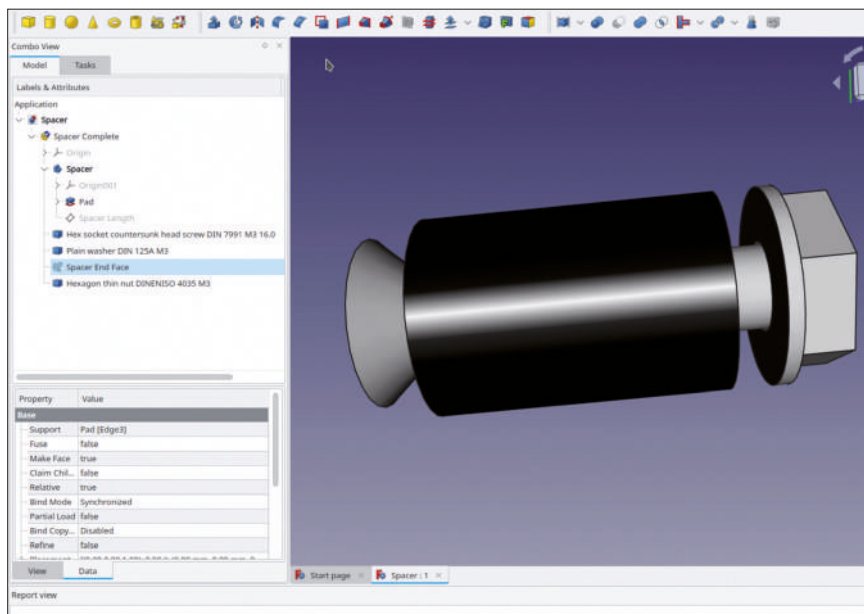 Combo View
Model
Tasks
Labels & Attributes
Application
Spacer
Spacer Complete
Origin
Spacer
Origin001
Pad
Spacer Length
Hex socket countersunk head screw DIN 7991 M3 16.0
Plain washer DIN 125A M3
Spacer End Face
Hexagon thin nut DINENISO 4035 M3
Property Value
Base
Support Pad [Edge3]
Fuse false
Make Face true
Claim Chil... false
Relative true
Bind Mode Synchronized
Partial Load false
Bind Copy... Disabled
Refine false
View
Data
Start page
Spacer : 1
Report view